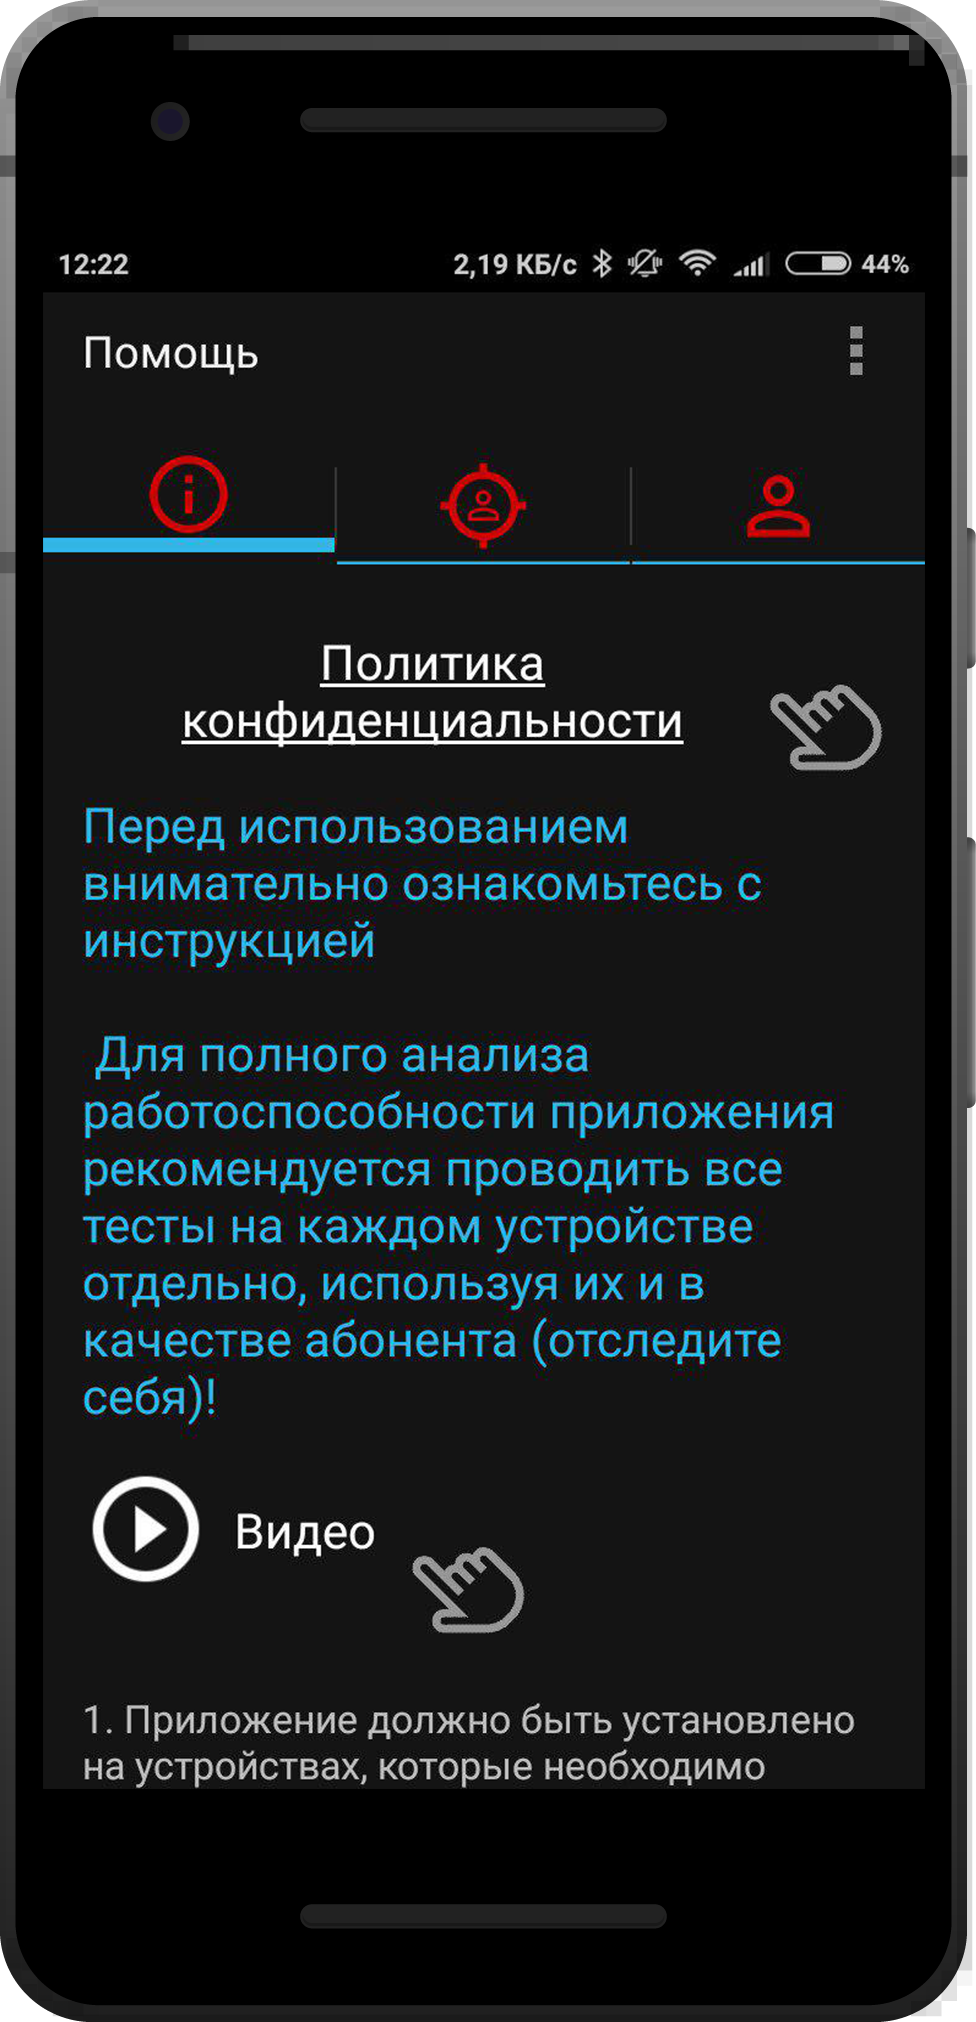 12:22 2,19 КБ/с 44%
Помощь
Политика
конфиденциальности
Перед использованием
внимательно ознакомьтесь с
инструкцией
Для полного анализа
работоспособности приложения
рекомендуется проводить все
тесты на каждом устройстве
отдельно, используя их и в
качестве абонента (отследите
себя)!
Видео
1. Приложение должно быть установлено
на устройствах, которые необходимо